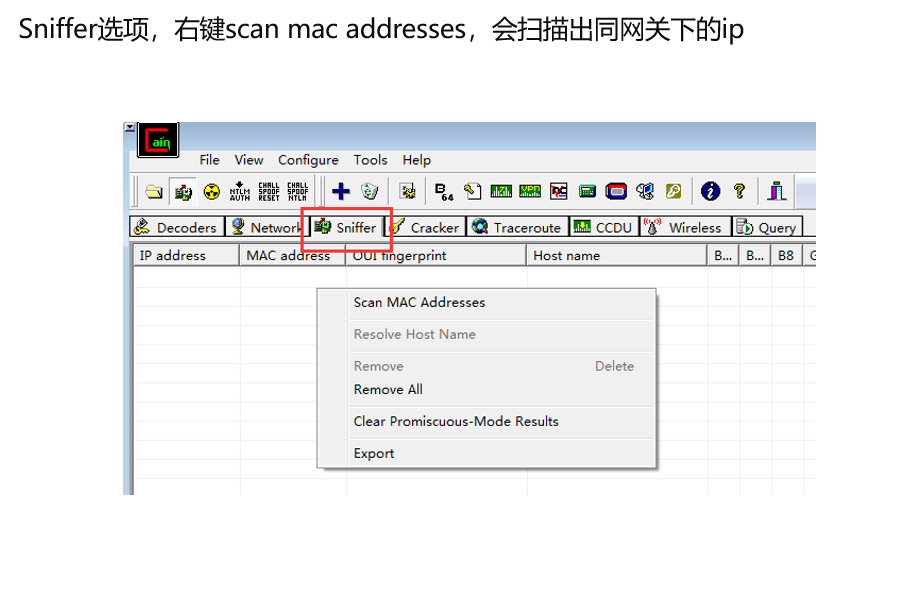 Sniffer选项，右键scan mac addresses，会扫描出同网关下的ip
Cain
File View Configure Tools Help
NTLM AUTH CHALL SPOOF RESET CHALL SPOOF NTLM B64
Decoders Network Sniffer Cracker Traceroute CCDU Wireless Query
IP address MAC address OUI fingerprint Host name B... B... B8
Scan MAC Addresses
Resolve Host Name
Remove Delete
Remove All
Clear Promiscuous-Mode Results
Export